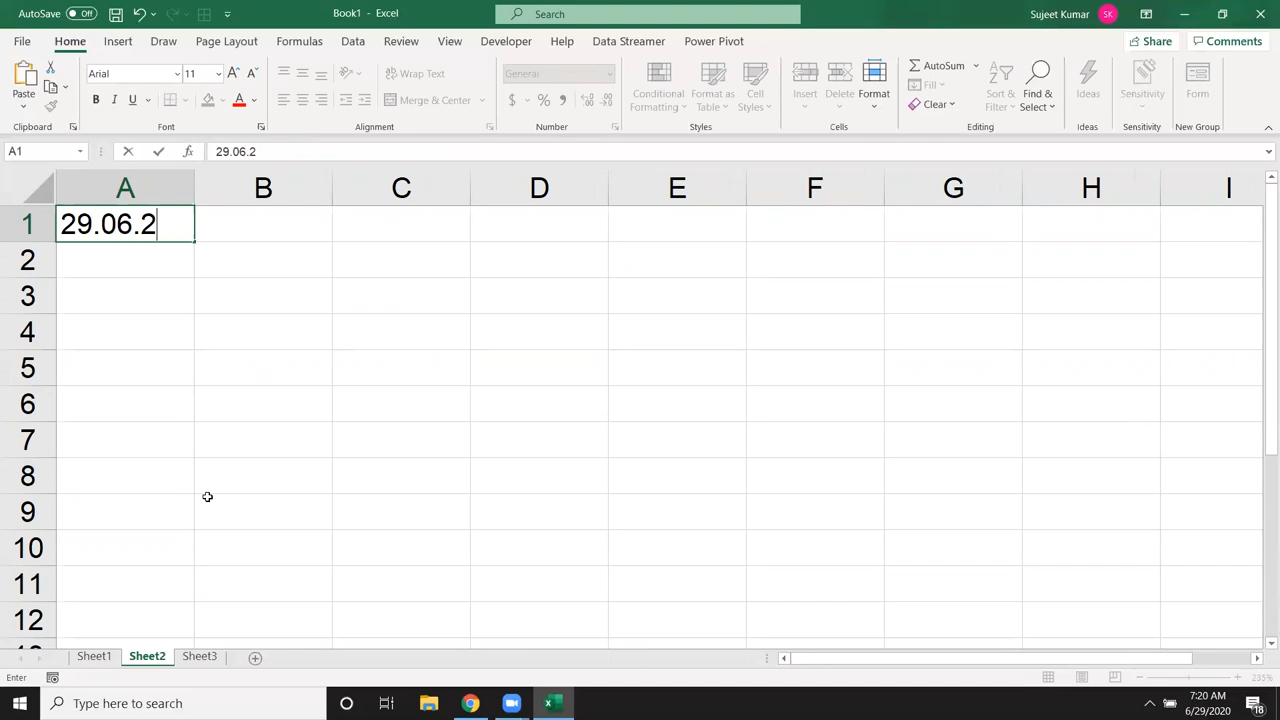 AutoSave Off Book1 - Excel Search Sujeet Kumar SK
File Home Insert Draw Page Layout Formulas Data Review View Developer Help Data Streamer Power Pivot Share Comments
Paste Arial 11 A A Wrap Text General Conditional Formatting Format as Table Cell Styles Insert Delete Format AutoSum Fill Clear Sort & Filter Find & Select Ideas Sensitivity Form
B I U A Merge & Center $ %
Clipboard Font Alignment Number Styles Cells Editing Ideas Sensitivity New Group
A1 fx 29.06.2
A B C D E F G H I
1 29.06.2
2
3
4
5
6
7
8
9
10
11
12
Sheet1 Sheet2 Sheet3
Enter 235%
Type here to search 7:20 AM
6/29/2020 18